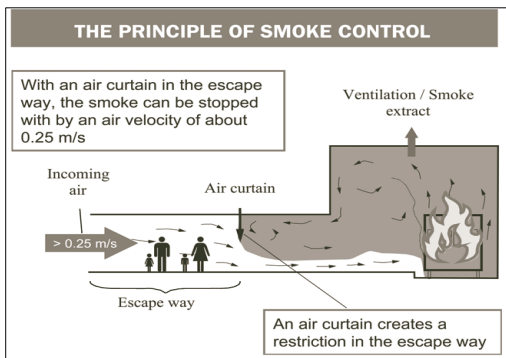 THE PRINCIPLE OF SMOKE CONTROL
With an air curtain in the escape
way, the smoke can be stopped
with by an air velocity of about
0.25 m/s
Ventilation / Smoke
extract
Incoming
air
Air curtain
> 0.25 m/s
Escape way
An air curtain creates a
restriction in the escape way